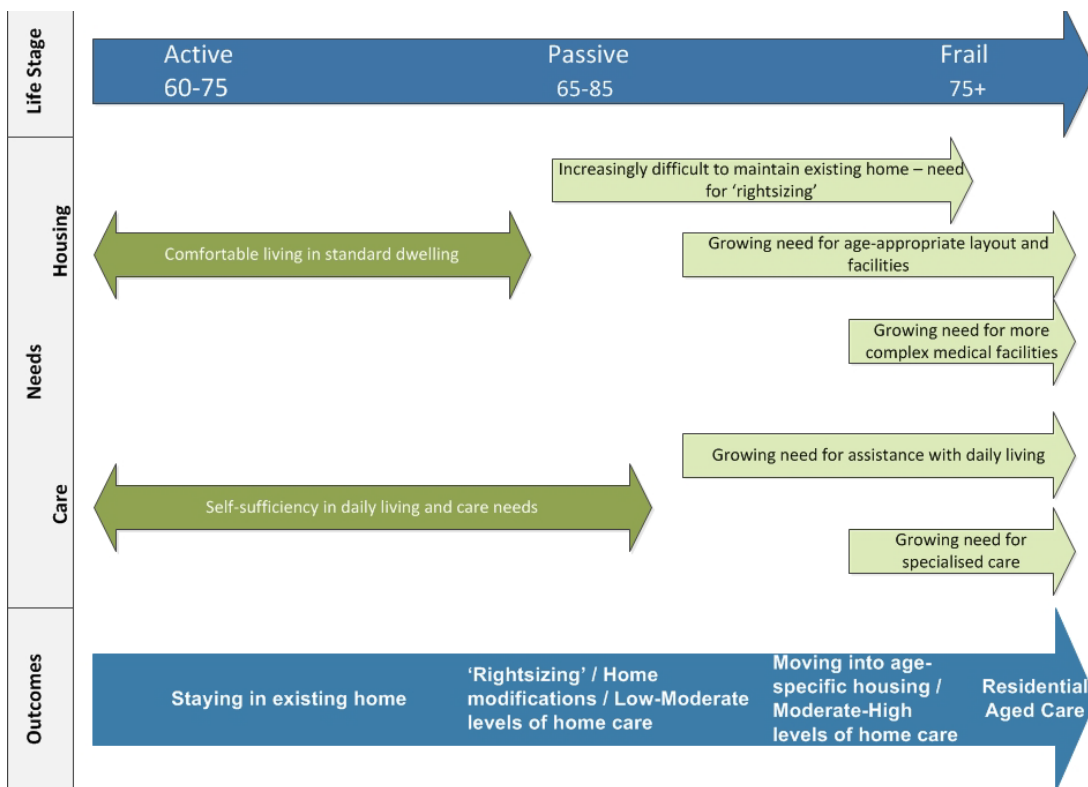 Life Stage
Active
60-75
Passive
65-85
Frail
75+
Needs
Housing
Increasingly difficult to maintain existing home – need
for ‘rightsizing’
Comfortable living in standard dwelling
Growing need for age-appropriate layout and
facilities
Growing need for more
complex medical facilities
Care
Growing need for assistance with daily living
Self-sufficiency in daily living and care needs
Growing need for
specialised care
Outcomes
Staying in existing home
‘Rightsizing’ / Home
modifications / Low-Moderate
levels of home care
Moving into age-
specific housing /
Moderate-High
levels of home care
Residential
Aged Care